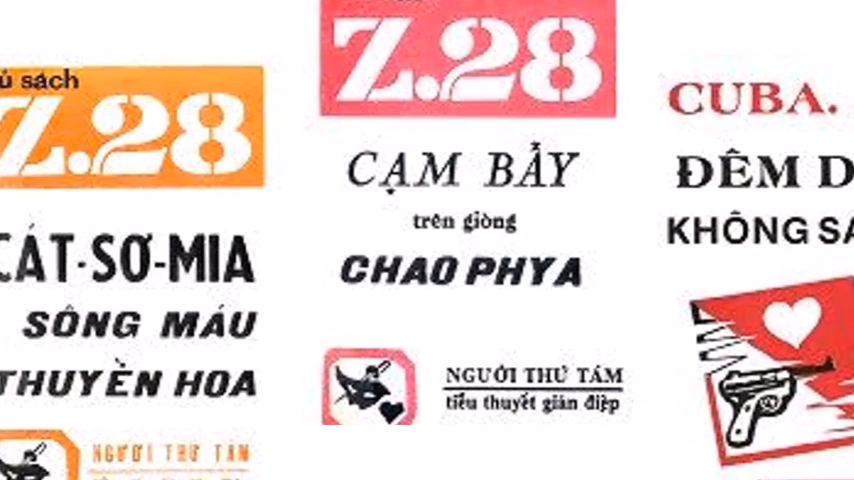 ủ sách
Z.28
CÁT-SƠ-MIA
SÔNG MÁU
THUYỀN HOA
NGƯỜI THỨ TÁM
Z.28
CẠM BẪY
trên giòng
CHAO PHYA
NGƯỜI THỨ TÁM
tiểu thuyết gián điệp
CUBA.
ĐÊM D
KHÔNG SA